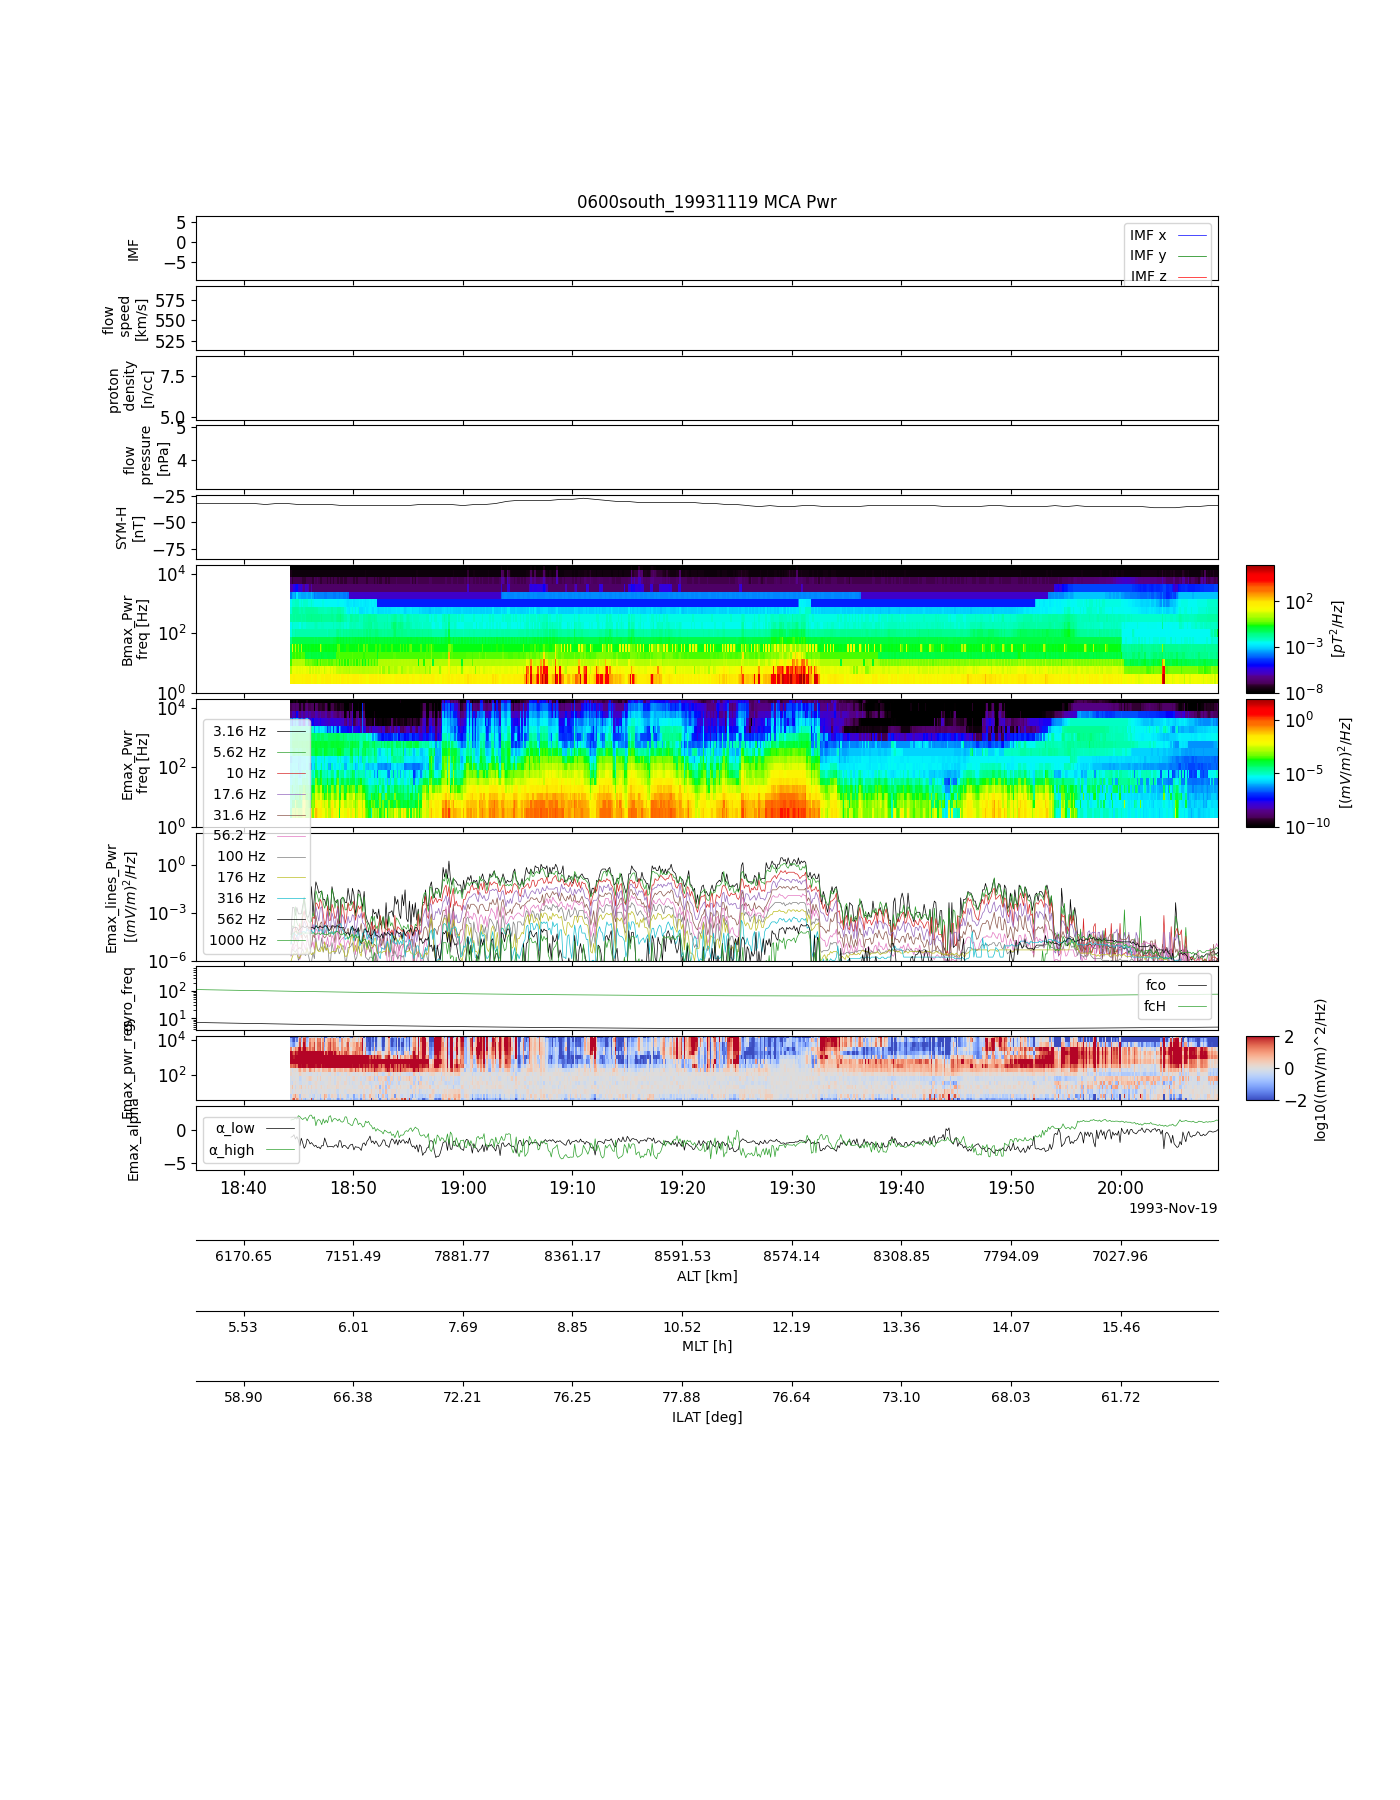 0600south_19931119 MCA Pwr
5
0
−5
IMF
IMF x
IMF y
IMF z
575
550
525
flow
speed
[km/s]
7.5
5.0
proton
density
[n/cc]
5
4
flow
pressure
[nPa]
−25
−50
−75
SYM-H
[nT]
10^4
10^2
10^0
Bmax_Pwr
freq [Hz]
10^2
10^−3
10^−8
[pT^2/Hz]
10^4
10^2
10^0
Emax_Pwr
freq [Hz]
10^0
10^−5
10^−10
[(mV/m)^2/Hz]
3.16 Hz
5.62 Hz
10 Hz
17.6 Hz
31.6 Hz
56.2 Hz
100 Hz
176 Hz
316 Hz
562 Hz
1000 Hz
10^0
10^−3
10^−6
Emax_lines_Pwr
[(mV/m)^2/Hz]
10^2
10^1
gyro_freq
fco
fcH
10^4
10^2
Emax_pwr_reg
2
0
−2
log10((mV/m)^2/Hz)
0
−5
Emax_alpha
α_low
α_high
18:40 18:50 19:00 19:10 19:20 19:30 19:40 19:50 20:00
1993-Nov-19
6170.65 7151.49 7881.77 8361.17 8591.53 8574.14 8308.85 7794.09 7027.96
ALT [km]
5.53 6.01 7.69 8.85 10.52 12.19 13.36 14.07 15.46
MLT [h]
58.90 66.38 72.21 76.25 77.88 76.64 73.10 68.03 61.72
ILAT [deg]